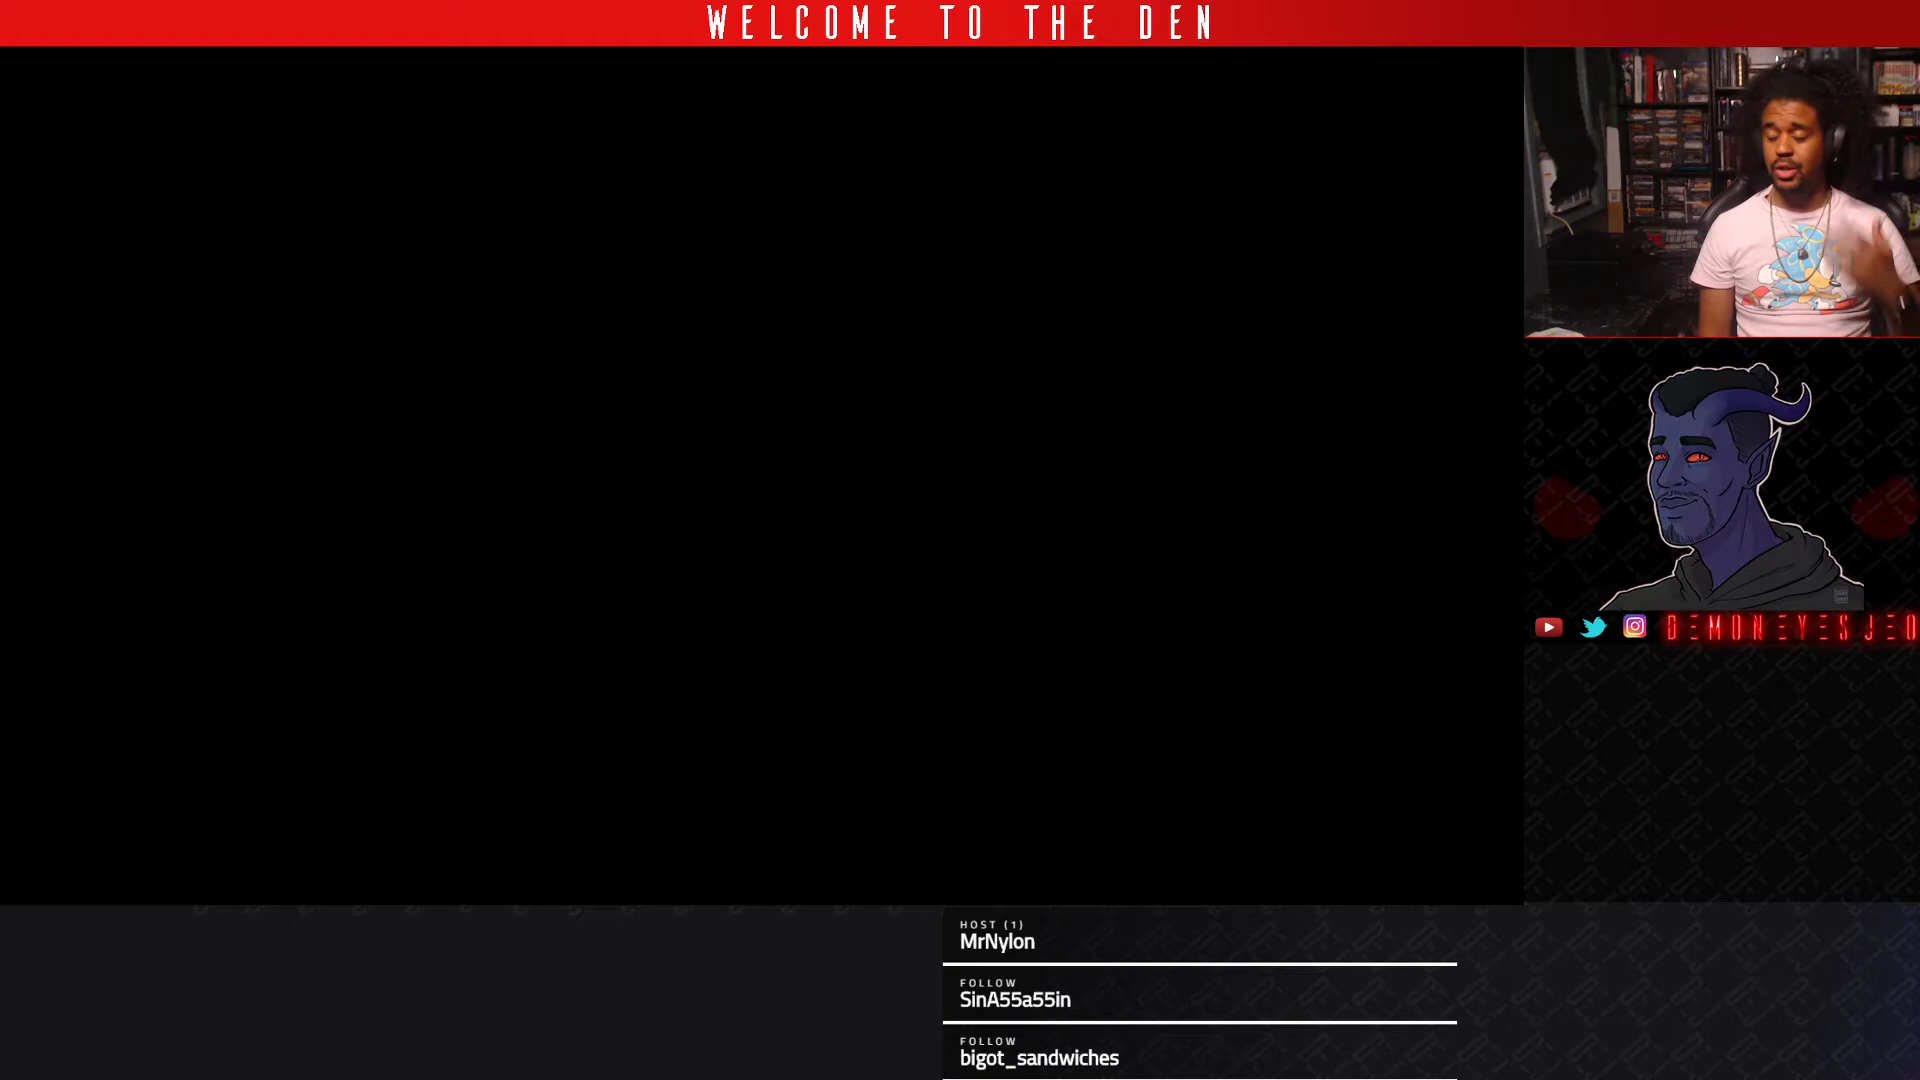 WELCOME TO THE DEN
DEMONEYESJEO
HOST (1)
MrNylon
FOLLOW
SinA55a55in
FOLLOW
bigot_sandwiches